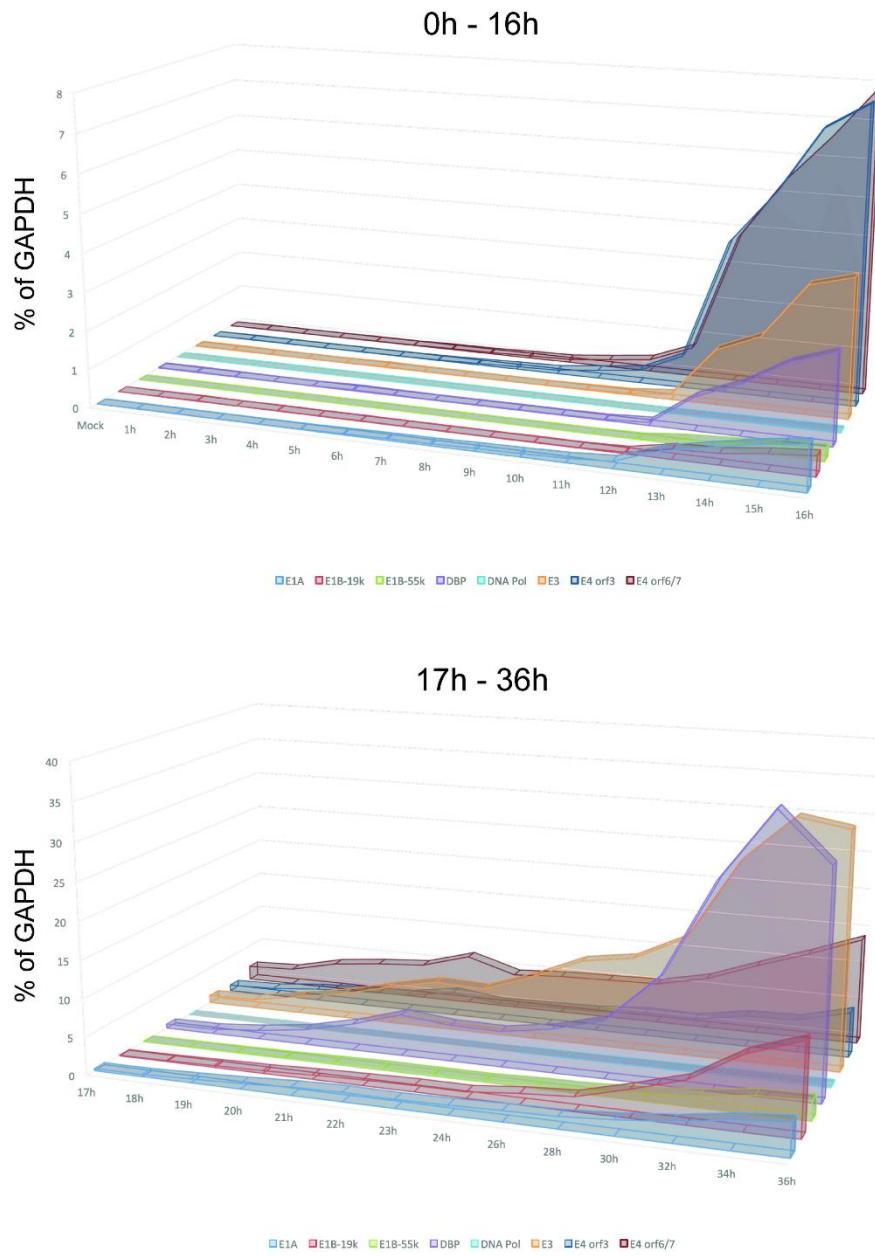 0h - 16h
8
7
6
5
4
3
2
1
0
% of GAPDH
Mock
1h
2h
3h
4h
5h
6h
7h
8h
9h
10h
11h
12h
13h
14h
15h
16h
E1A E1B-19k E1B-55k DBP DNA Pol E3 E4 orf3 E4 orf6/7
17h - 36h
40
35
30
25
20
15
10
5
0
% of GAPDH
17h
18h
19h
20h
21h
22h
23h
24h
26h
28h
30h
32h
34h
36h
E1A E1B-19k E1B-55k DBP DNA Pol E3 E4 orf3 E4 orf6/7